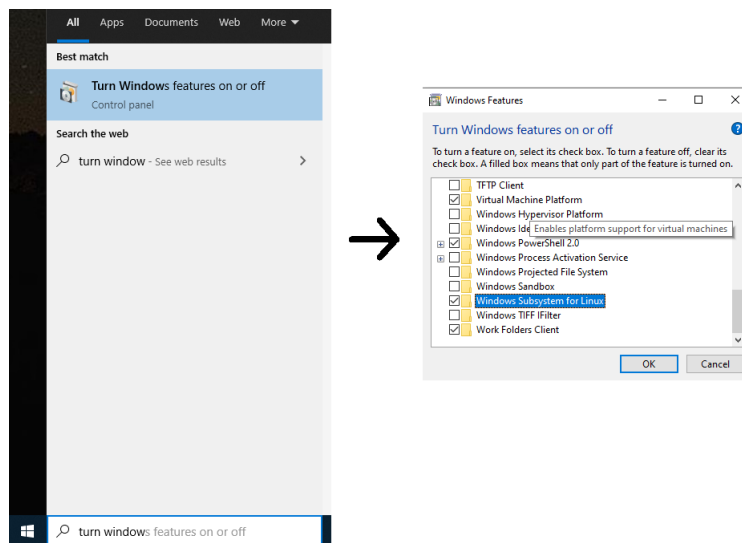 All Apps Documents Web More
Best match
Turn Windows features on or off
Control panel
Search the web
turn window - See web results
turn windows features on or off
Windows Features
Turn Windows features on or off
To turn a feature on, select its check box. To turn a feature off, clear its
check box. A filled box means that only part of the feature is turned on.
TFTP Client
Virtual Machine Platform
Windows Hypervisor Platform
Windows Ide
Enables platform support for virtual machines
Windows PowerShell 2.0
Windows Process Activation Service
Windows Projected File System
Windows Sandbox
Windows Subsystem for Linux
Windows TIFF IFilter
Work Folders Client
OK Cancel